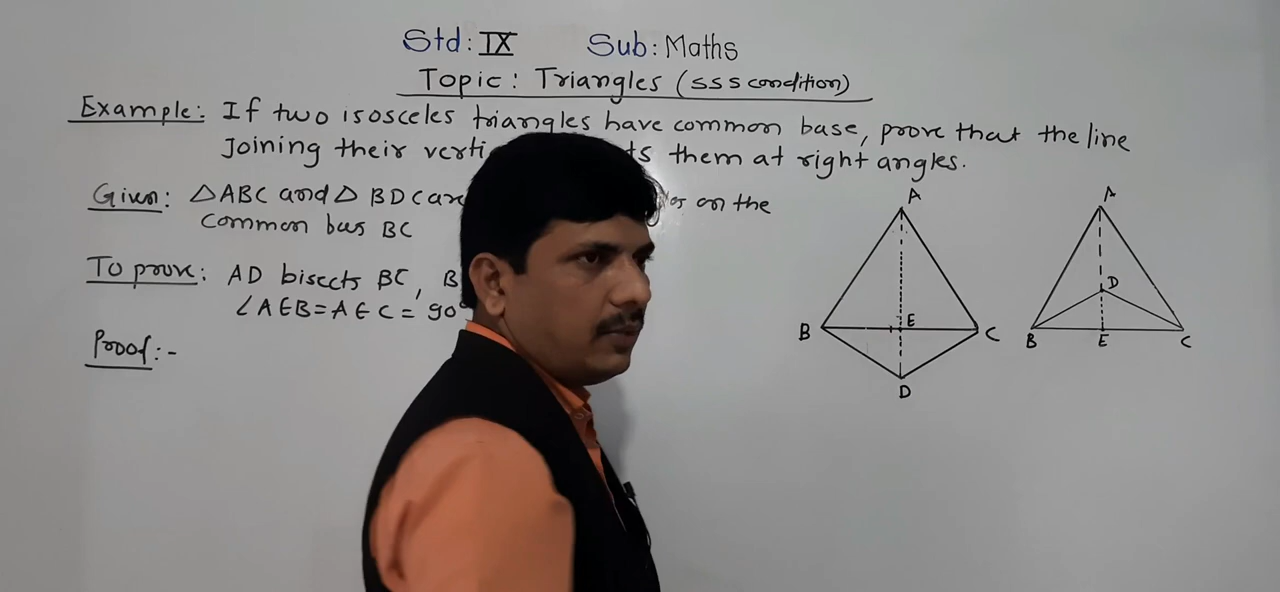 Std: IX Sub: Maths
Topic: Triangles (SSS condition)
Example: If two isosceles triangles have common base, prove that the line
Joining their them at right angles.
Given: △ABC and △ BDC are on the
common bas BC
To prove: AD bisects BC,
∠AEB=AEC=90°
Proof:-
A
B
E
C
D
A
D
B
E
C